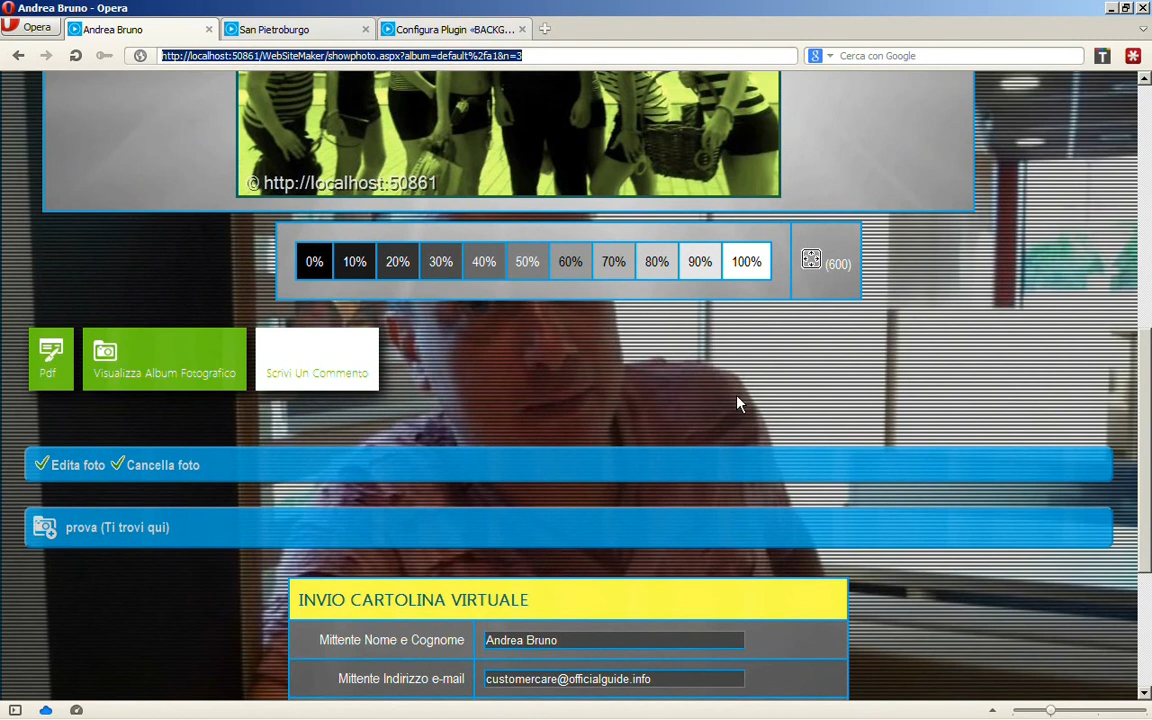 Andrea Bruno - Opera
Opera
Andrea Bruno
San Pietroburgo
Configura Plugin «BACKG...
http://localhost:50861/WebSiteMaker/showphoto.aspx?album=default%2fa1&n=3
Cerca con Google
© http://localhost:50861
0% 10% 20% 30% 40% 50% 60% 70% 80% 90% 100%
(600)
Pdf
Visualizza Album Fotografico
Scrivi Un Commento
Edita foto Cancella foto
prova (Ti trovi qui)
INVIO CARTOLINA VIRTUALE
Mittente Nome e Cognome
Andrea Bruno
Mittente Indirizzo e-mail
customercare@officialguide.info